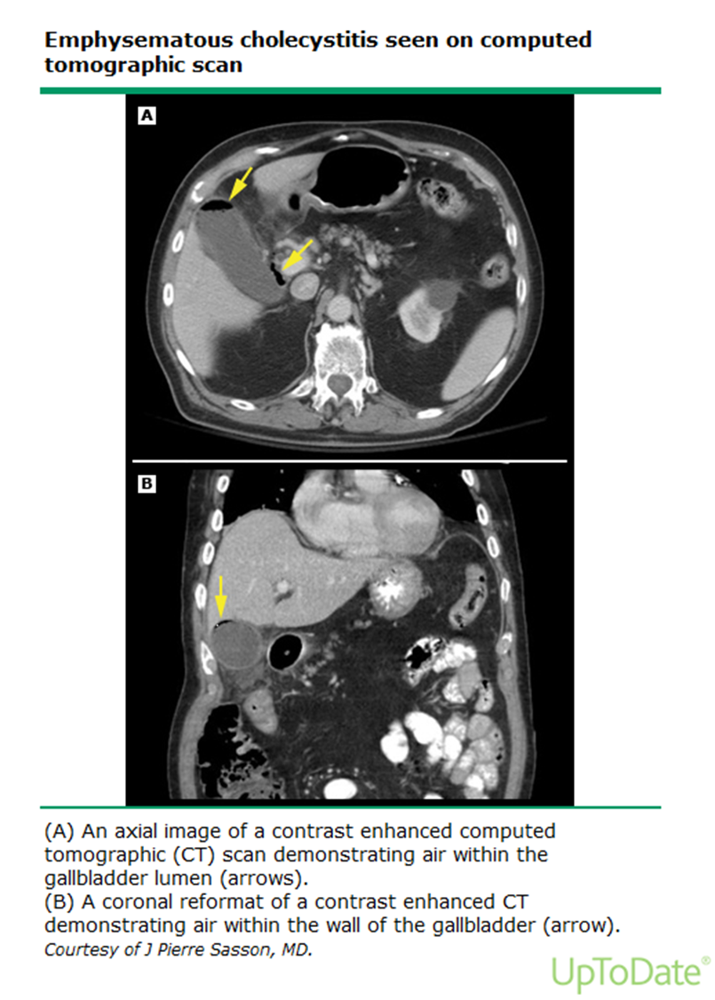 Emphysematous cholecystitis seen on computed
tomographic scan
A
B
(A) An axial image of a contrast enhanced computed
tomographic (CT) scan demonstrating air within the
gallbladder lumen (arrows).
(B) A coronal reformat of a contrast enhanced CT
demonstrating air within the wall of the gallbladder (arrow).
Courtesy of J Pierre Sasson, MD.
UpToDate®